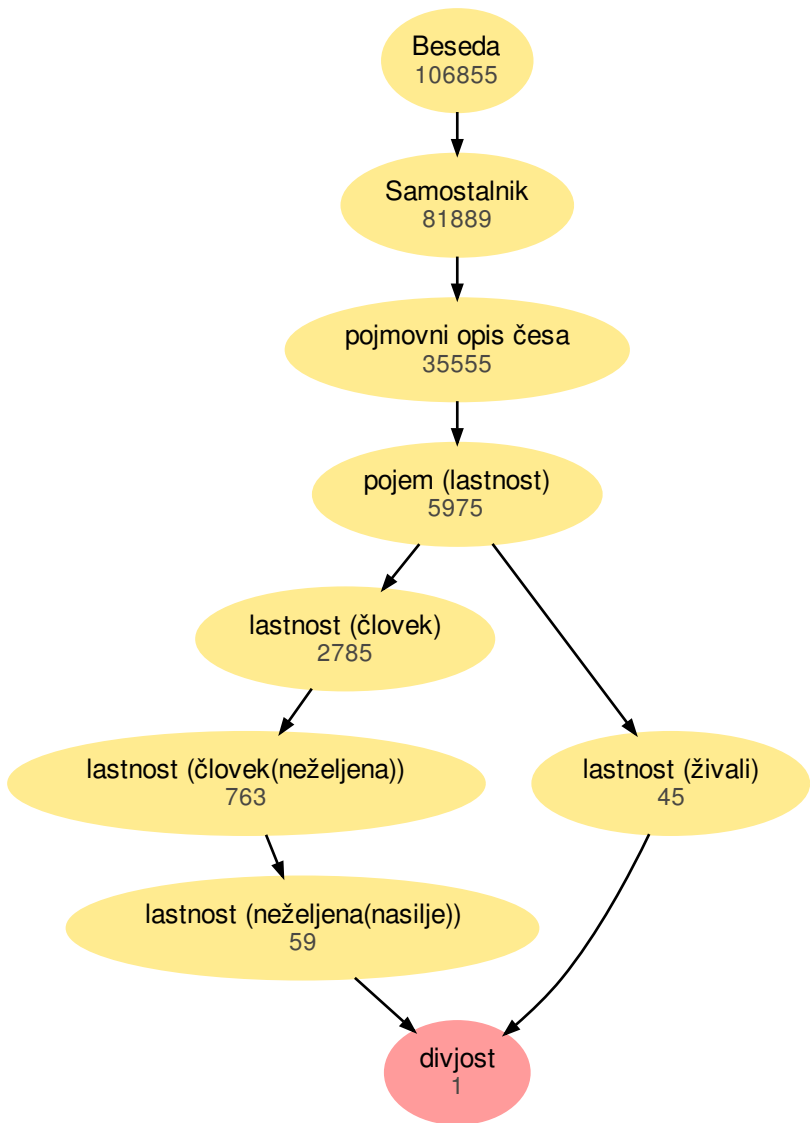 Beseda
106855
Samostalnik
81889
pojmovni opis česa
35555
pojem (lastnost)
5975
lastnost (človek)
2785
lastnost (človek(neželjena))
763
lastnost (živali)
45
lastnost (neželjena(nasilje))
59
divjost
1